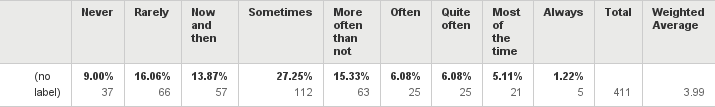 Never Rarely Now and then Sometimes More often than not Often Quite often Most of the time Always Total Weighted Average
(no label) 9.00% 16.06% 13.87% 27.25% 15.33% 6.08% 6.08% 5.11% 1.22%
37 66 57 112 63 25 25 21 5 411 3.99